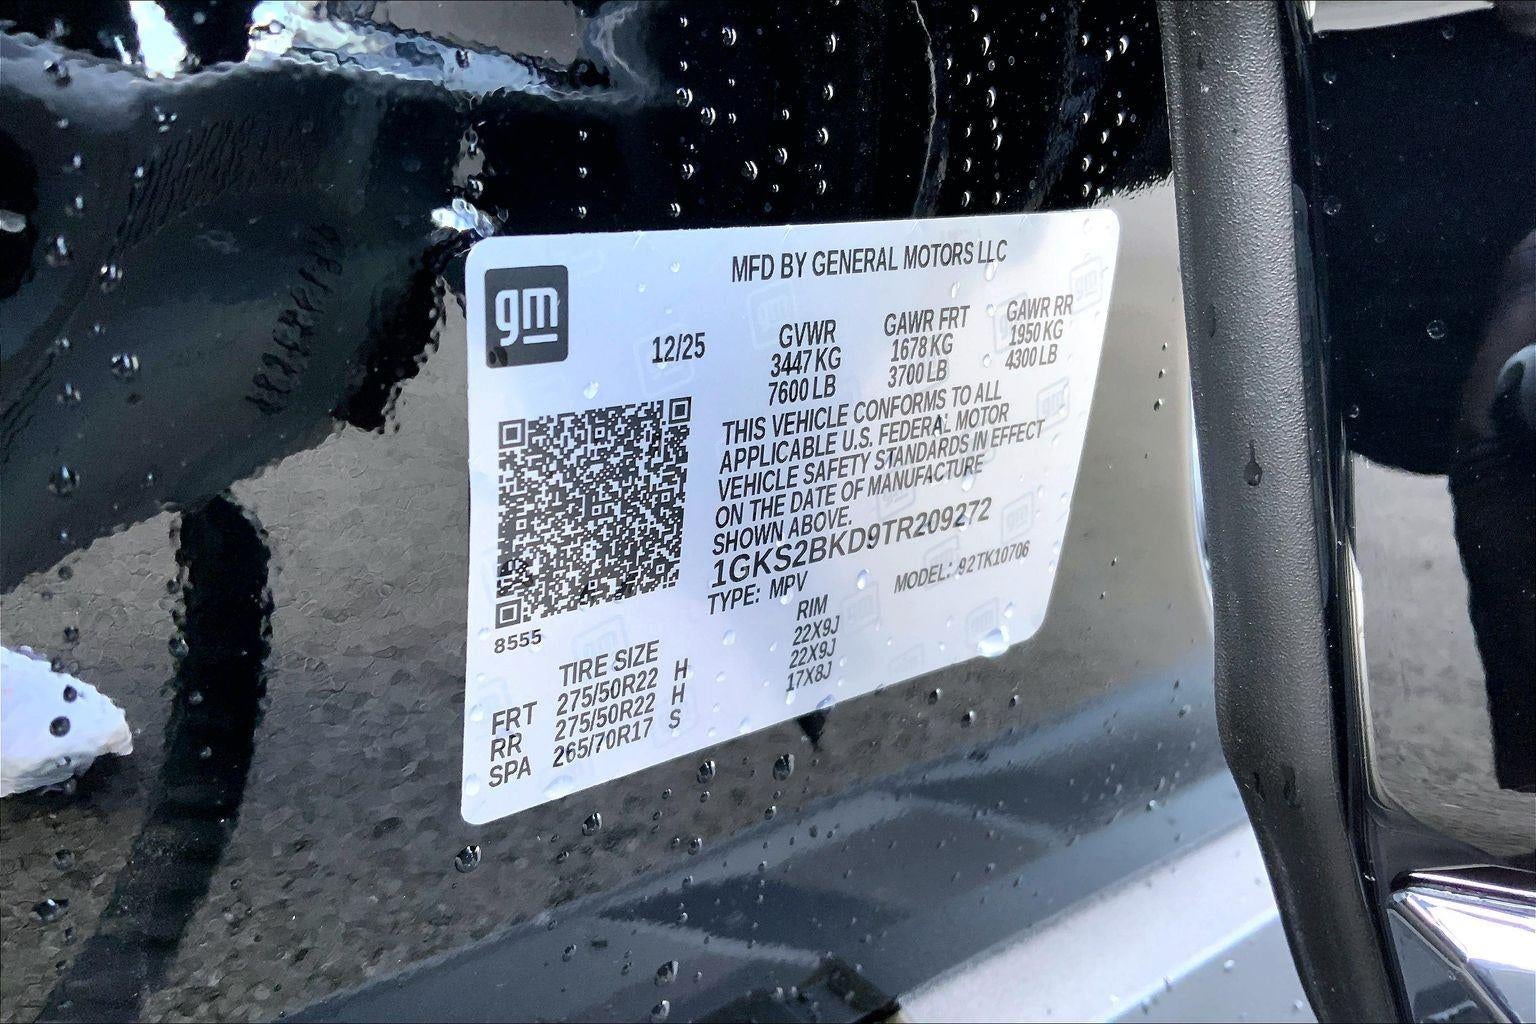 MFD BY GENERAL MOTORS LLC
gm
12/25
GVWR GAWR FRT GAWR RR
3447 KG 1678 KG 1950 KG
7600 LB 3700 LB 4300 LB
THIS VEHICLE CONFORMS TO ALL
APPLICABLE U.S. FEDERAL MOTOR
VEHICLE SAFETY STANDARDS IN EFFECT
ON THE DATE OF MANUFACTURE
SHOWN ABOVE.
1GKS2BKD9TR209272
TYPE: MPV MODEL: 92TK10706
8555
TIRE SIZE RIM
FRT 275/50R22 H 22X9J
RR 275/50R22 H 22X9J
SPA 265/70R17 S 17X8J